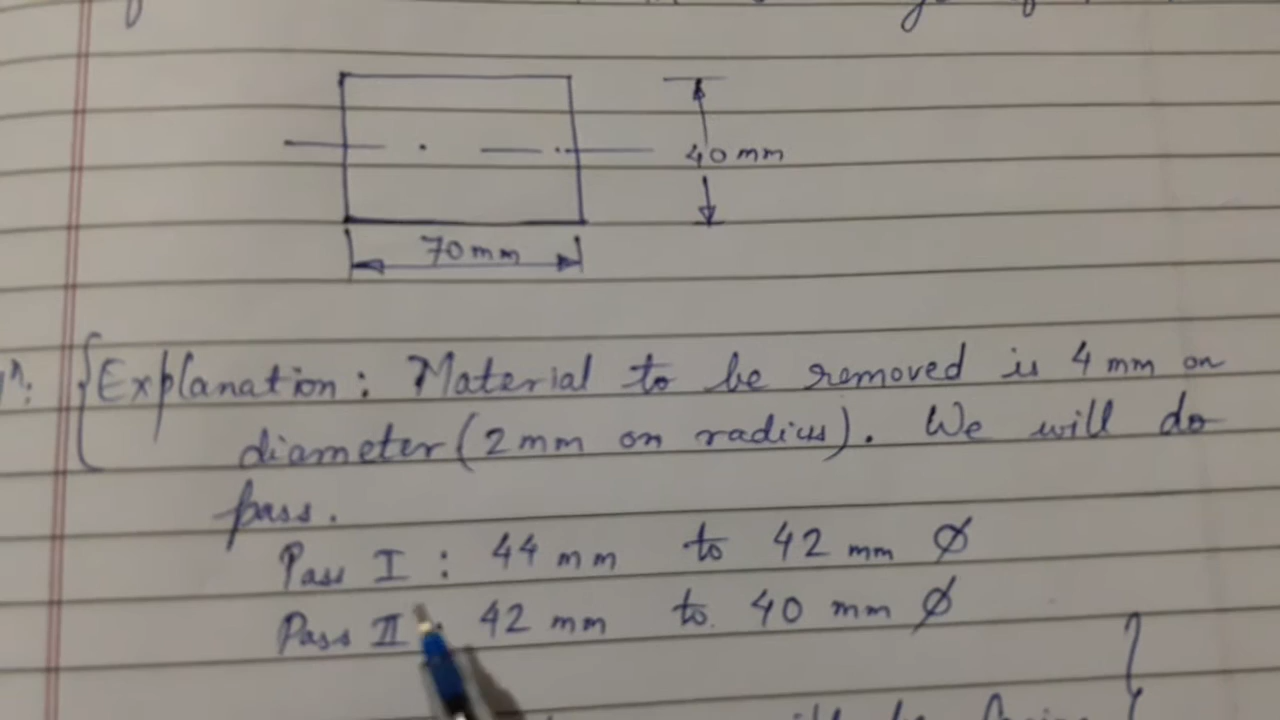 40 mm
70 mm
Explanation: Material to be removed is 4 mm on
diameter (2 mm on radius). We will do
pass.
Pass I : 44 mm to 42 mm Ø
Pass II : 42 mm to 40 mm Ø
be